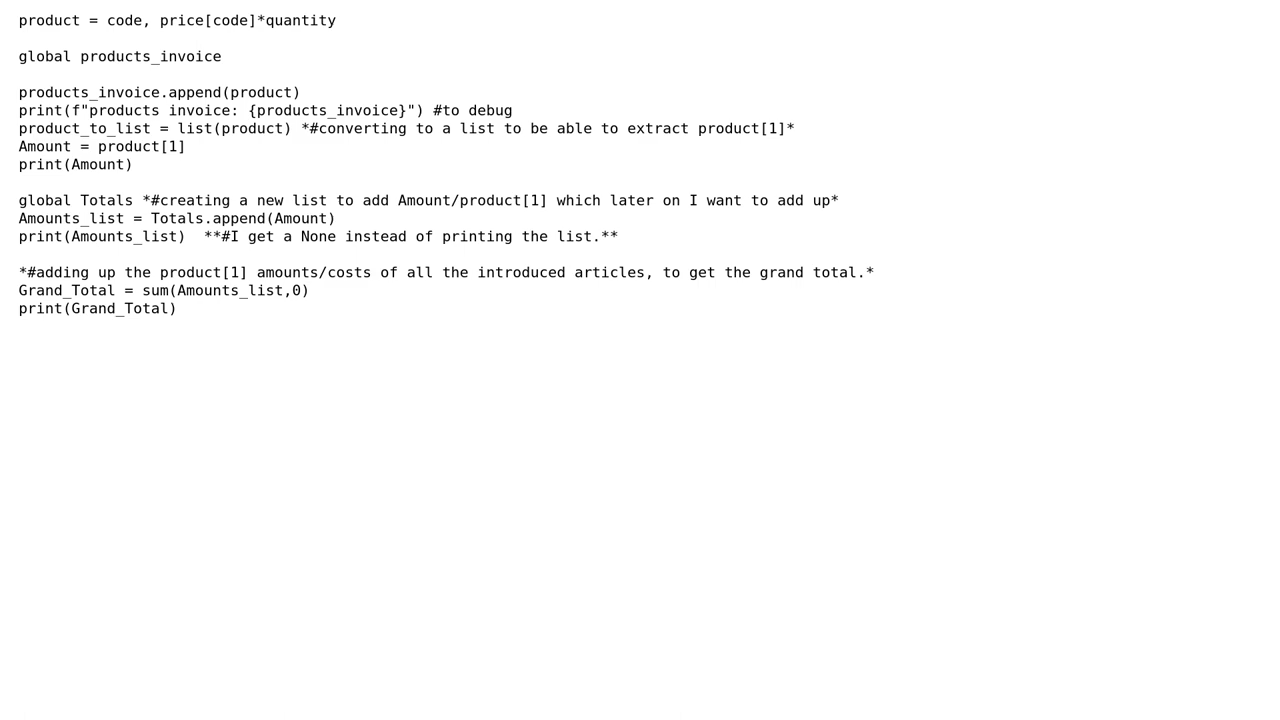 product = code, price[code]*quantity
global products_invoice
products_invoice.append(product)
print(f"products invoice: {products_invoice}") #to debug
product_to_list = list(product) *#converting to a list to be able to extract product[1]*
Amount = product[1]
print(Amount)
global Totals *#creating a new list to add Amount/product[1] which later on I want to add up*
Amounts_list = Totals.append(Amount)
print(Amounts_list)  **#I get a None instead of printing the list.**
*#adding up the product[1] amounts/costs of all the introduced articles, to get the grand total.*
Grand_Total = sum(Amounts_list,0)
print(Grand_Total)